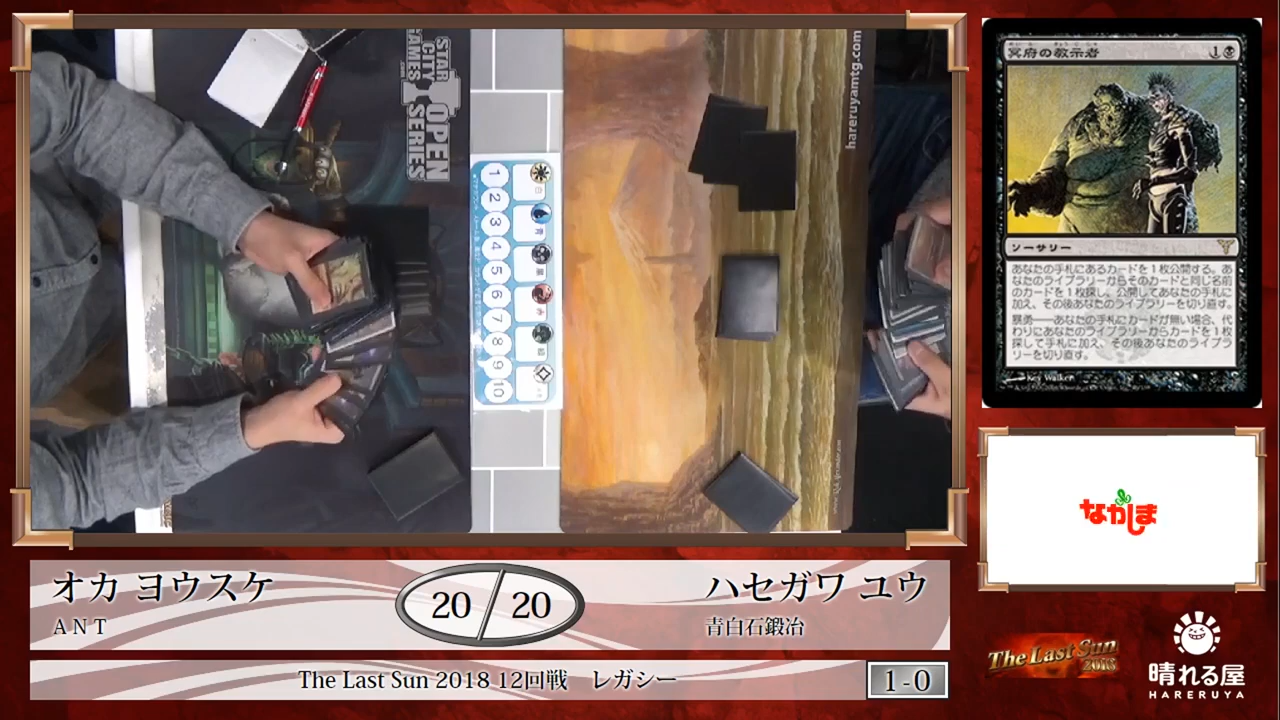 STAR
CITY
GAMES
.com
OPEN
SERIES
hareruyamtg.com
1
2
3
4
5
6
7
8
9
10
白
青
黒
赤
緑
冥府の教示者
1
ソーサリー
あなたの手札にあるカードを1枚公開する。あ
なたのライブラリーからそのカードと同じ名前
のカードを1枚探し、公開してあなたの手札に
加え、その後あなたのライブラリーを切り直す。
暴勇――あなたの手札にカードが無い場合、代
わりにあなたのライブラリーからカードを1枚
探して手札に加え、その後あなたのライブラ
リーを切り直す。
Kev Walker
なかしま
オカ ヨウスケ
ANT
20 / 20
ハセガワ ユウ
青白石鍛冶
The Last Sun 2018 12回戦 レガシー
1-0
The Last Sun
2018
晴れる屋
HARERUYA